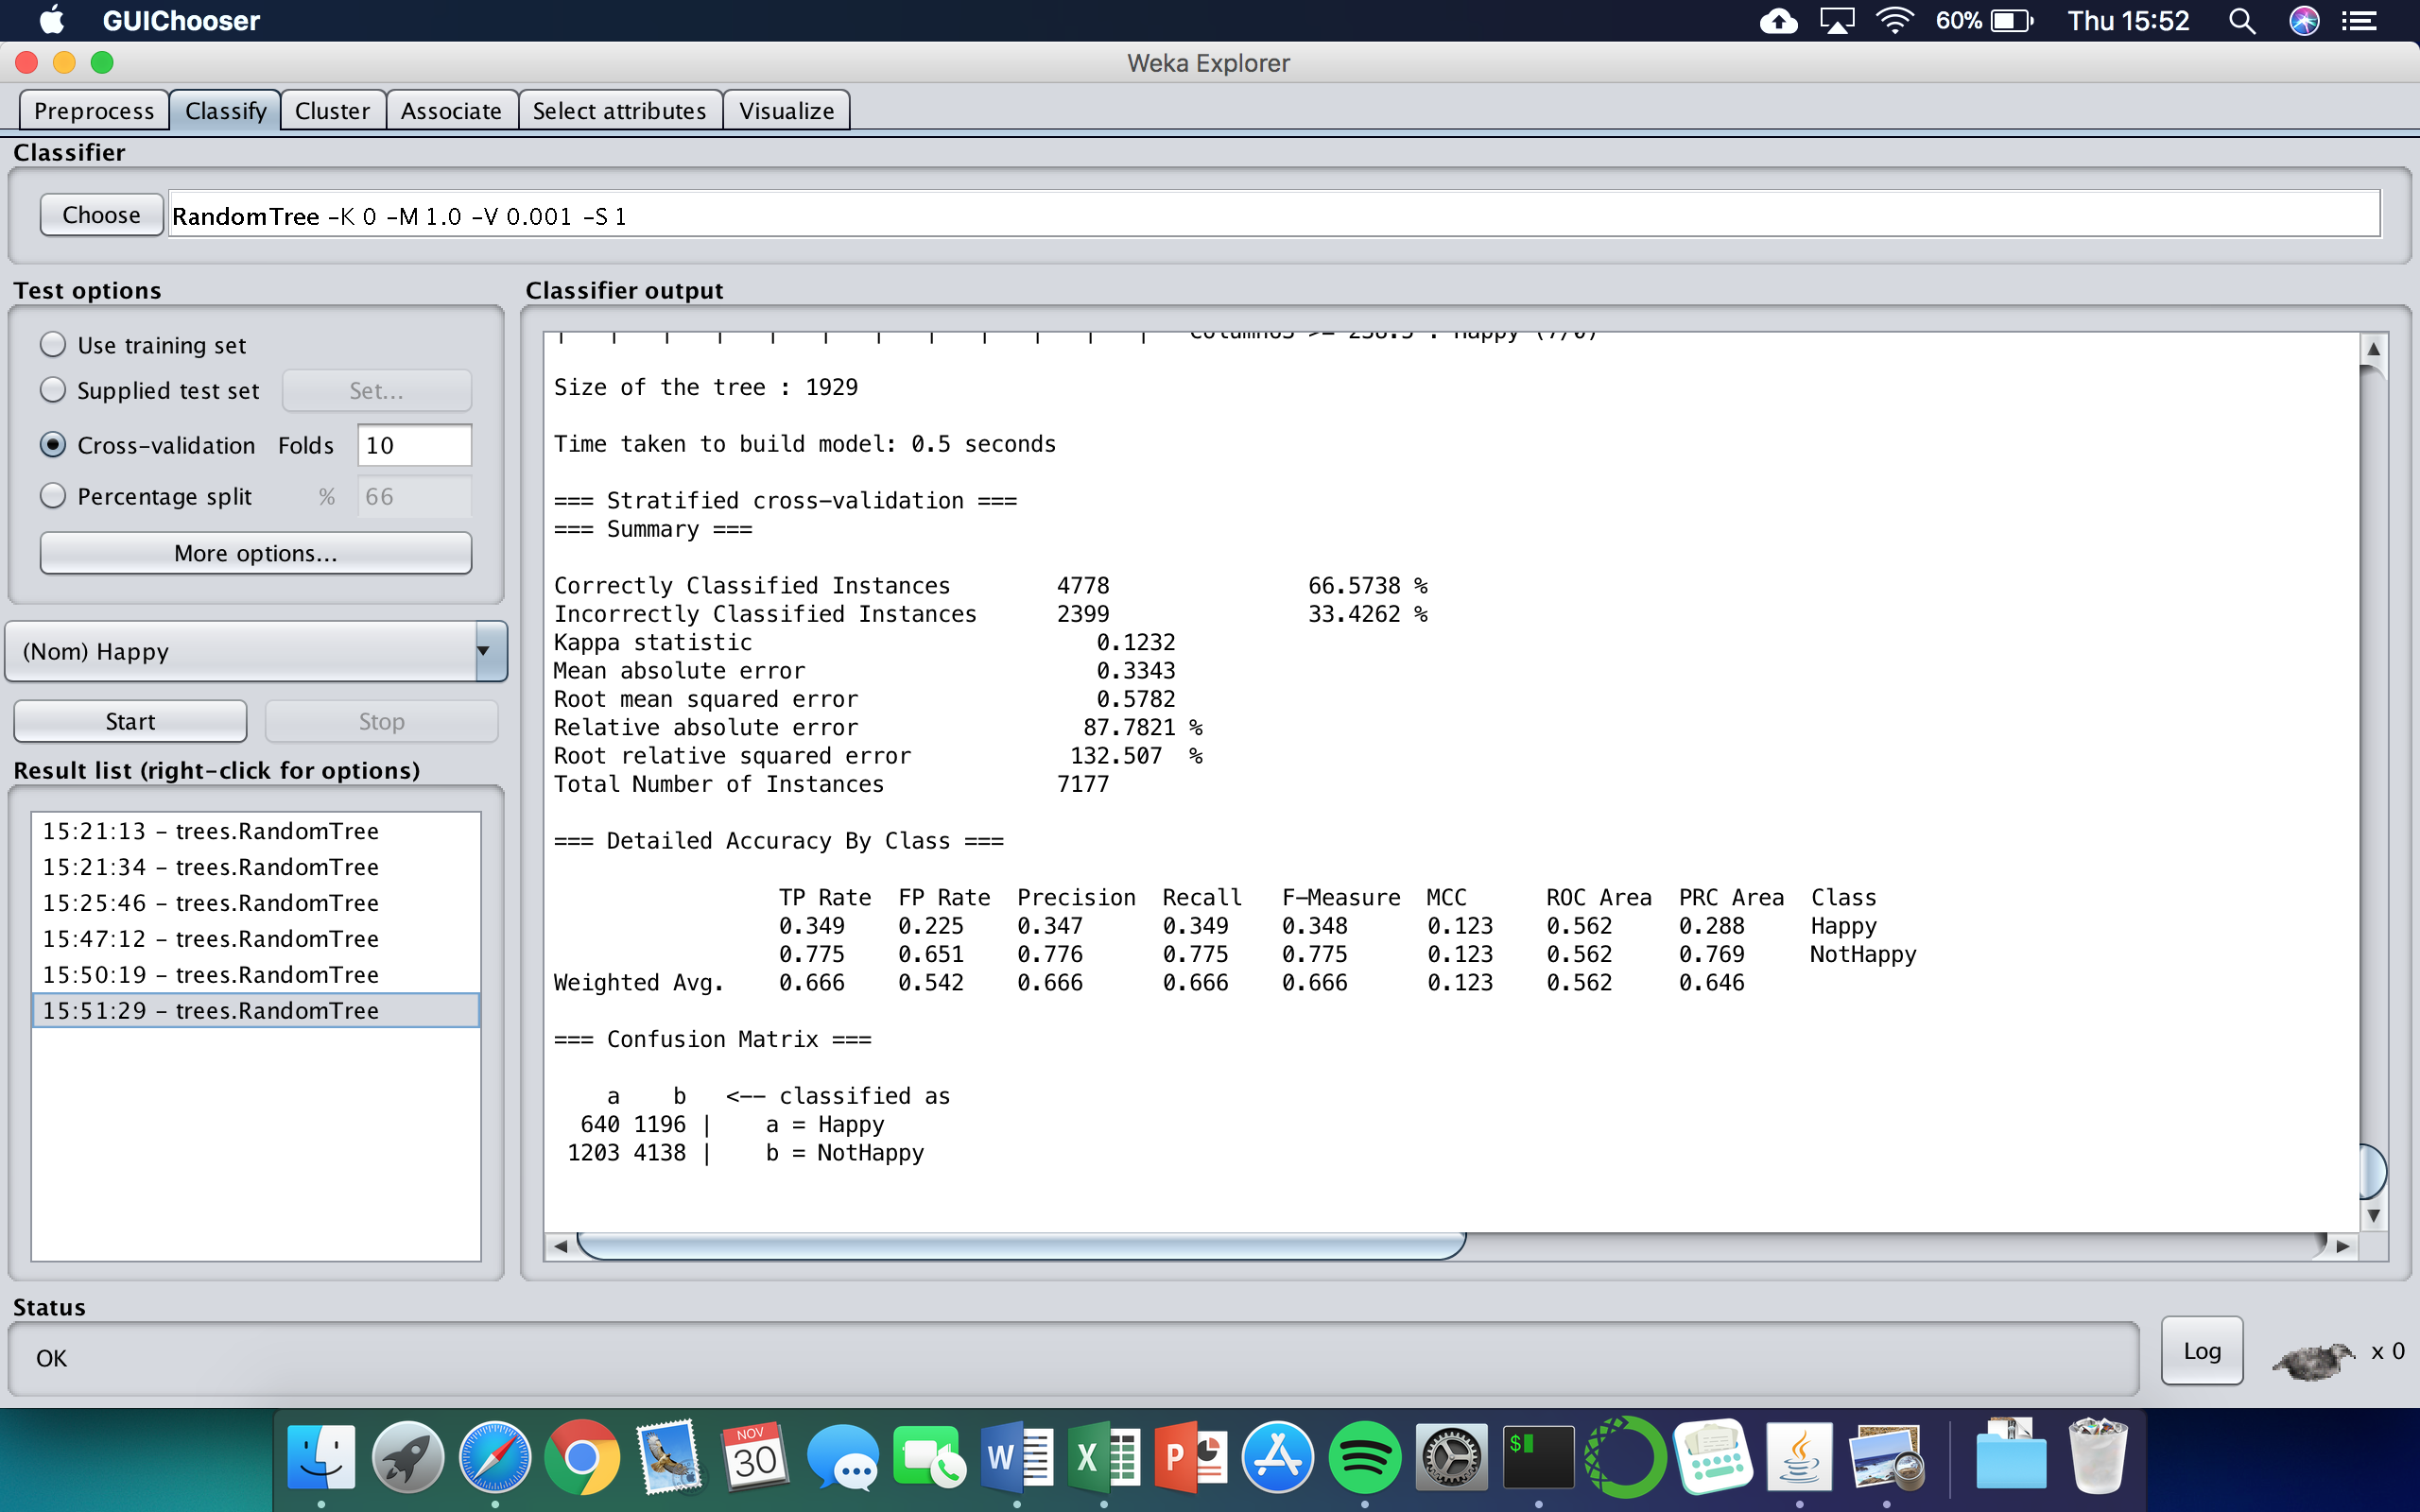 GUIChooser 60% Thu 15:52
Weka Explorer
Preprocess Classify Cluster Associate Select attributes Visualize
Classifier
Choose RandomTree -K 0 -M 1.0 -V 0.001 -S 1
Test options
Use training set
Supplied test set Set...
Cross-validation Folds 10
Percentage split % 66
More options...
(Nom) Happy
Start Stop
Result list (right-click for options)
15:21:13 - trees.RandomTree
15:21:34 - trees.RandomTree
15:25:46 - trees.RandomTree
15:47:12 - trees.RandomTree
15:50:19 - trees.RandomTree
15:51:29 - trees.RandomTree
Classifier output
| | | | | | | | | | | | Column63 >= 238.5 : Happy (7/0)
Size of the tree : 1929
Time taken to build model: 0.5 seconds
=== Stratified cross-validation ===
=== Summary ===
Correctly Classified Instances 4778 66.5738 %
Incorrectly Classified Instances 2399 33.4262 %
Kappa statistic 0.1232
Mean absolute error 0.3343
Root mean squared error 0.5782
Relative absolute error 87.7821 %
Root relative squared error 132.507 %
Total Number of Instances 7177
=== Detailed Accuracy By Class ===
TP Rate FP Rate Precision Recall F-Measure MCC ROC Area PRC Area Class
0.349 0.225 0.347 0.349 0.348 0.123 0.562 0.288 Happy
0.775 0.651 0.776 0.775 0.775 0.123 0.562 0.769 NotHappy
Weighted Avg. 0.666 0.542 0.666 0.666 0.666 0.123 0.562 0.646
=== Confusion Matrix ===
a b <-- classified as
640 1196 | a = Happy
1203 4138 | b = NotHappy
Status
OK
Log x 0
NOV
30
W X P $